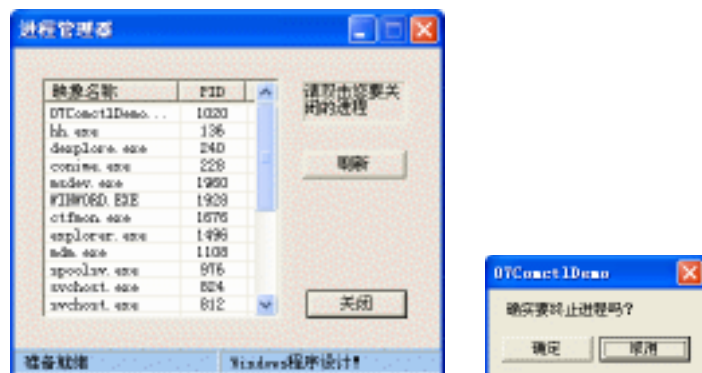 进程管理器
映象名称 PID
07ComctlDemo... 1020
hh.exe 136
dexplore.exe 240
conime.exe 228
msdev.exe 1960
WINWORD.EXE 1928
ctfmon.exe 1676
explorer.exe 1496
mdm.exe 1108
spoolsv.exe 976
svchost.exe 824
svchost.exe 812
请双击您要关
闭的进程
刷新
关闭
准备就绪 Windows程序设计!
07ComctlDemo
确实要终止进程吗?
确定 取消